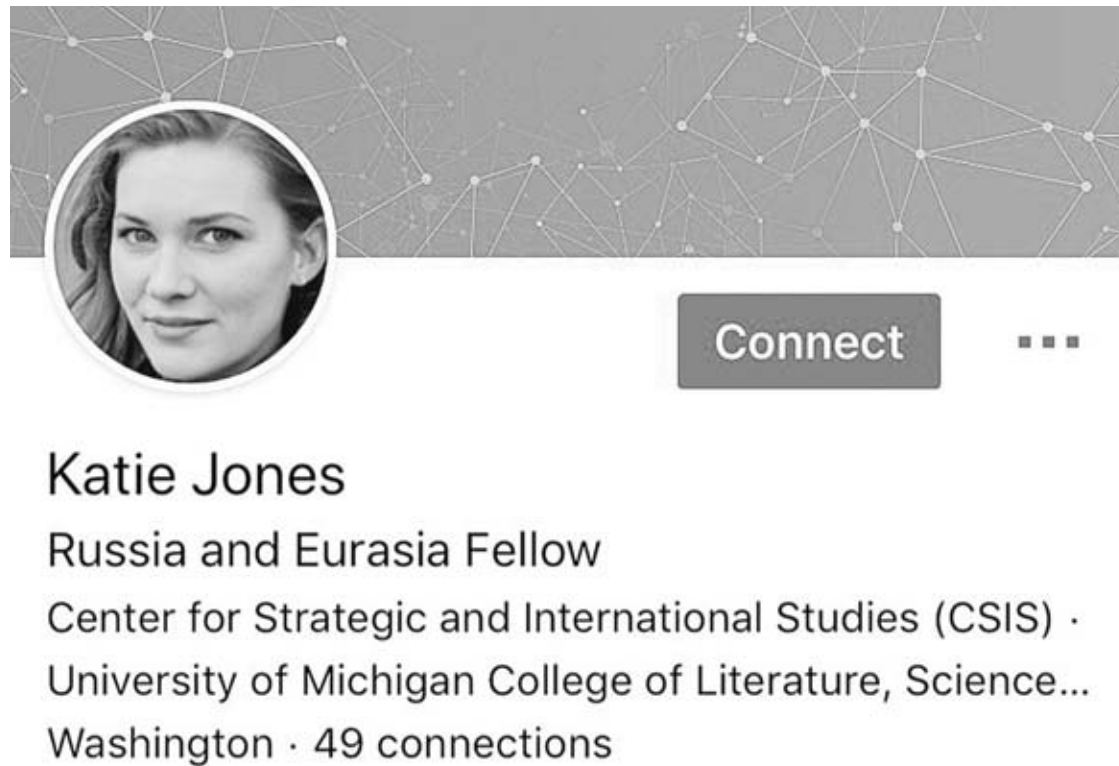 Connect
Katie Jones
Russia and Eurasia Fellow
Center for Strategic and International Studies (CSIS) ·
University of Michigan College of Literature, Science...
Washington · 49 connections